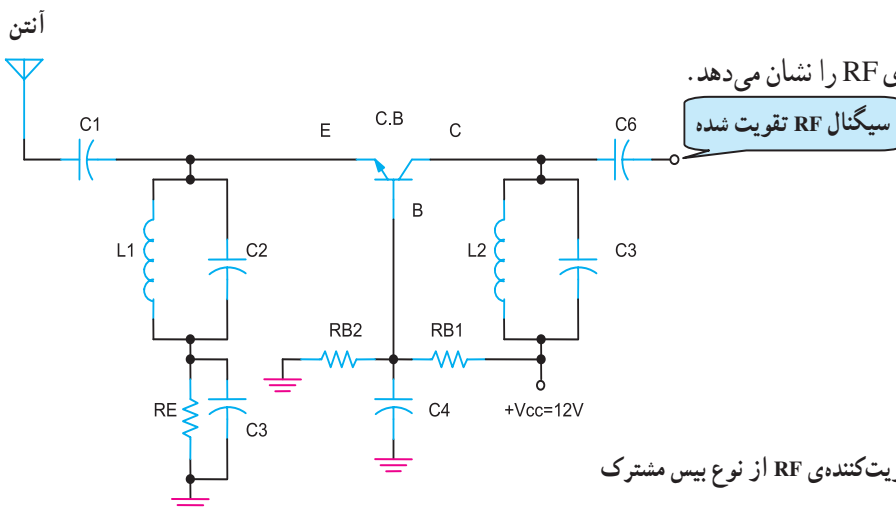 آنتن
ی RF را نشان می‌دهد.
سیگنال RF تقویت شده
C1
E
C.B
C
C6
B
L1
C2
L2
C3
RB2
RB1
RE
C3
C4
+Vcc=12V
یت‌کننده‌ی RF از نوع بیس مشترک